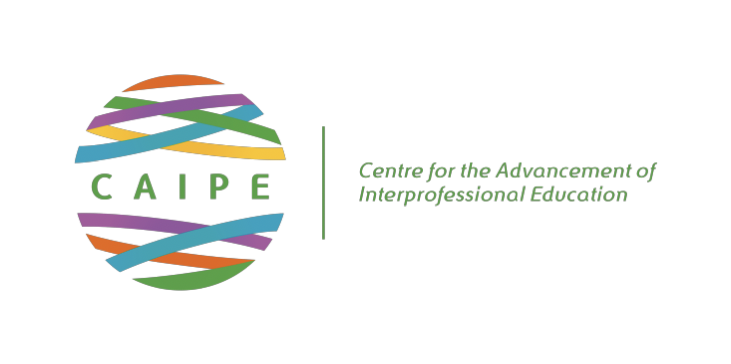 CAIPE
Centre for the Advancement of
Interprofessional Education